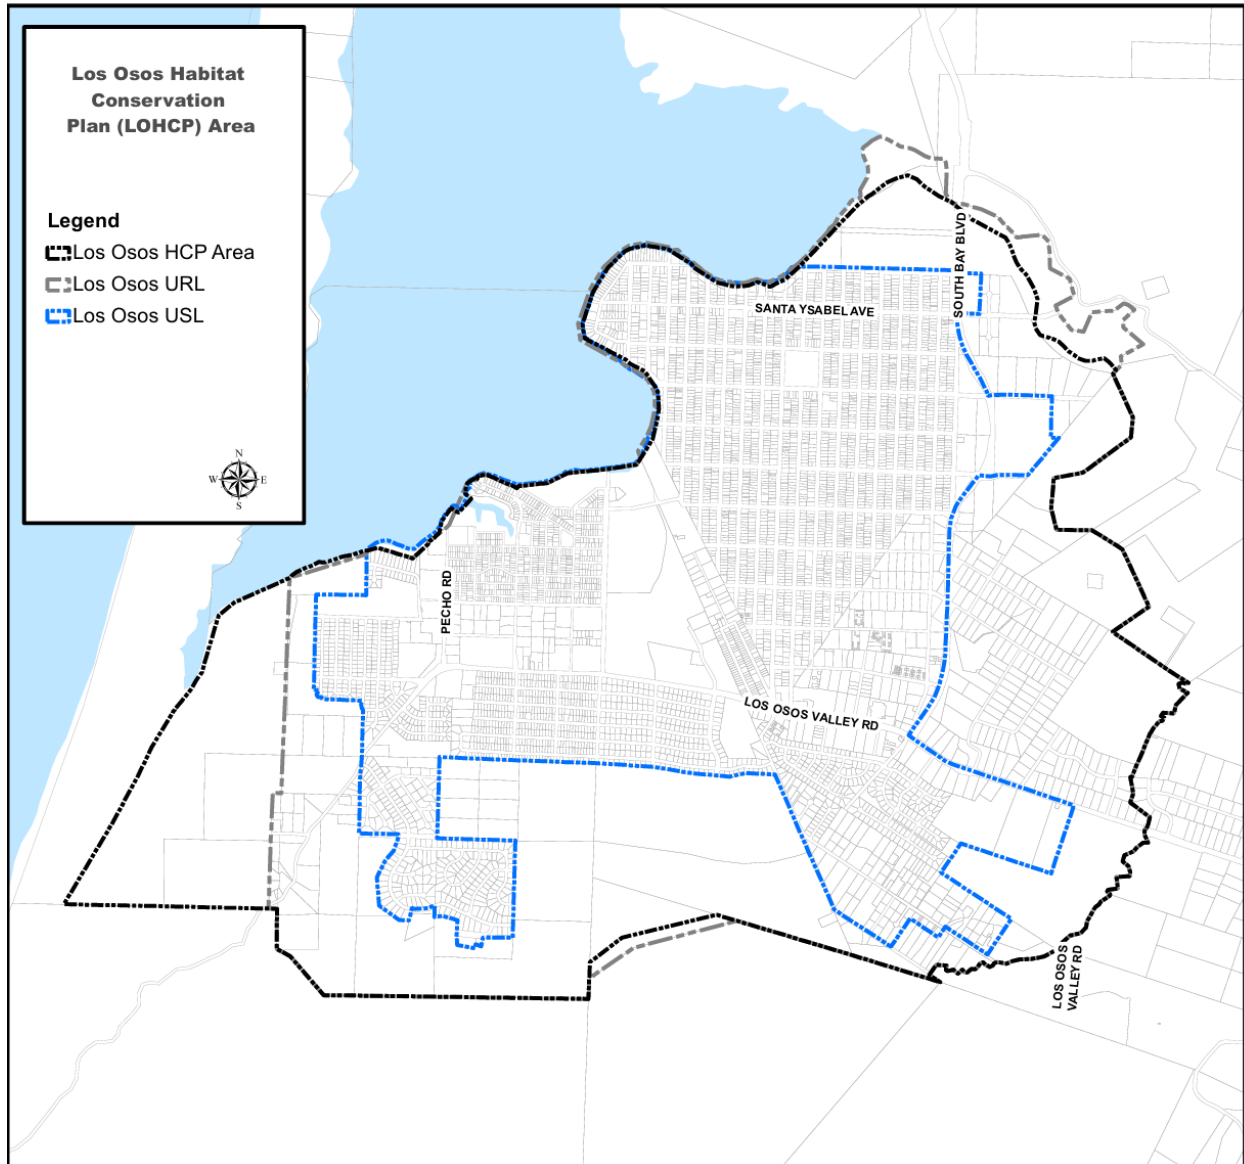 Los Osos Habitat
Conservation
Plan (LOHCP) Area
Legend
Los Osos HCP Area
Los Osos URL
Los Osos USL
N
W E
S
SOUTH BAY BLVD
SANTA YSABEL AVE
PECHO RD
LOS OSOS VALLEY RD
LOS OSOS
VALLEY RD